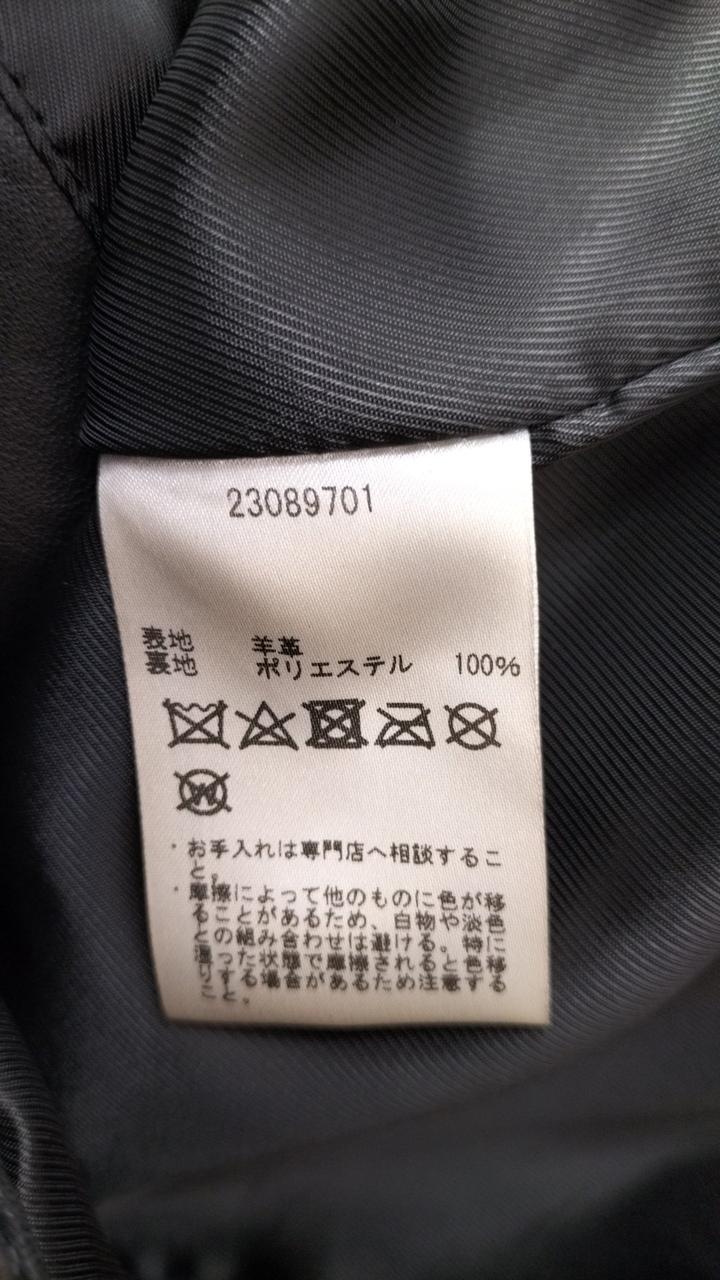 23089701
表地 羊革
裏地 ポリエステル 100%
W
・お手入れは専門店へ相談するこ
と。
・摩擦によって他のものに色が移
ることがあるため、白物や淡色
との組み合わせは避ける。特に
湿った状態で摩擦されると色移
りすたる場合があるため注意する
こと。